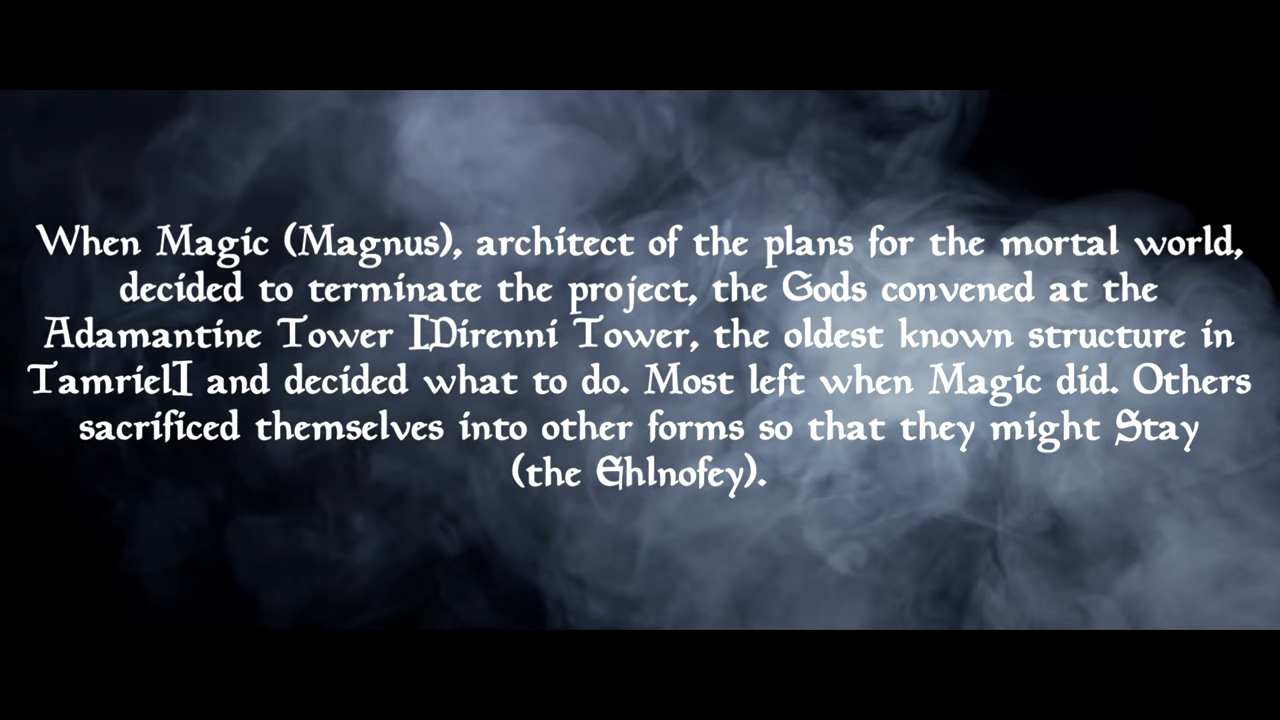 When Magic (Magnus), architect of the plans for the mortal world,
decided to terminate the project, the Gods convened at the
Adamantine Tower [Direnni Tower, the oldest known structure in
Tamriel] and decided what to do. Most left when Magic did. Others
sacrificed themselves into other forms so that they might Stay
(the Ehlnofey).